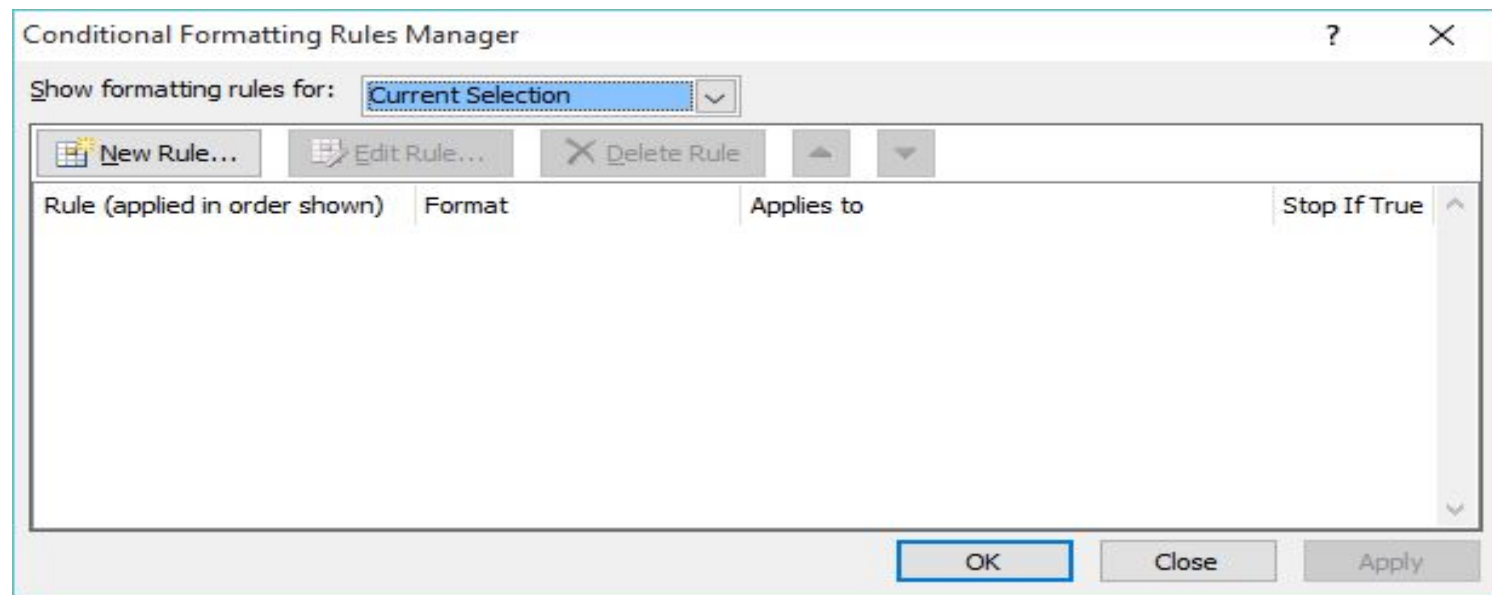 Conditional Formatting Rules Manager ?
Show formatting rules for: Current Selection
New Rule... Edit Rule... Delete Rule
Rule (applied in order shown) Format Applies to Stop If True
OK Close Apply